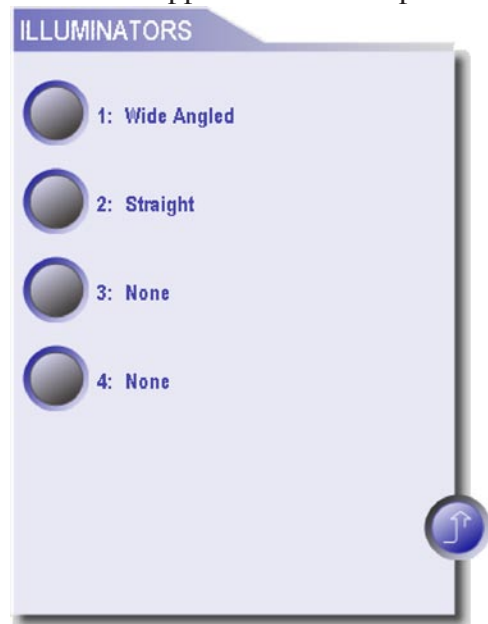 ILLUMINATORS
1: Wide Angled
2: Straight
3: None
4: None